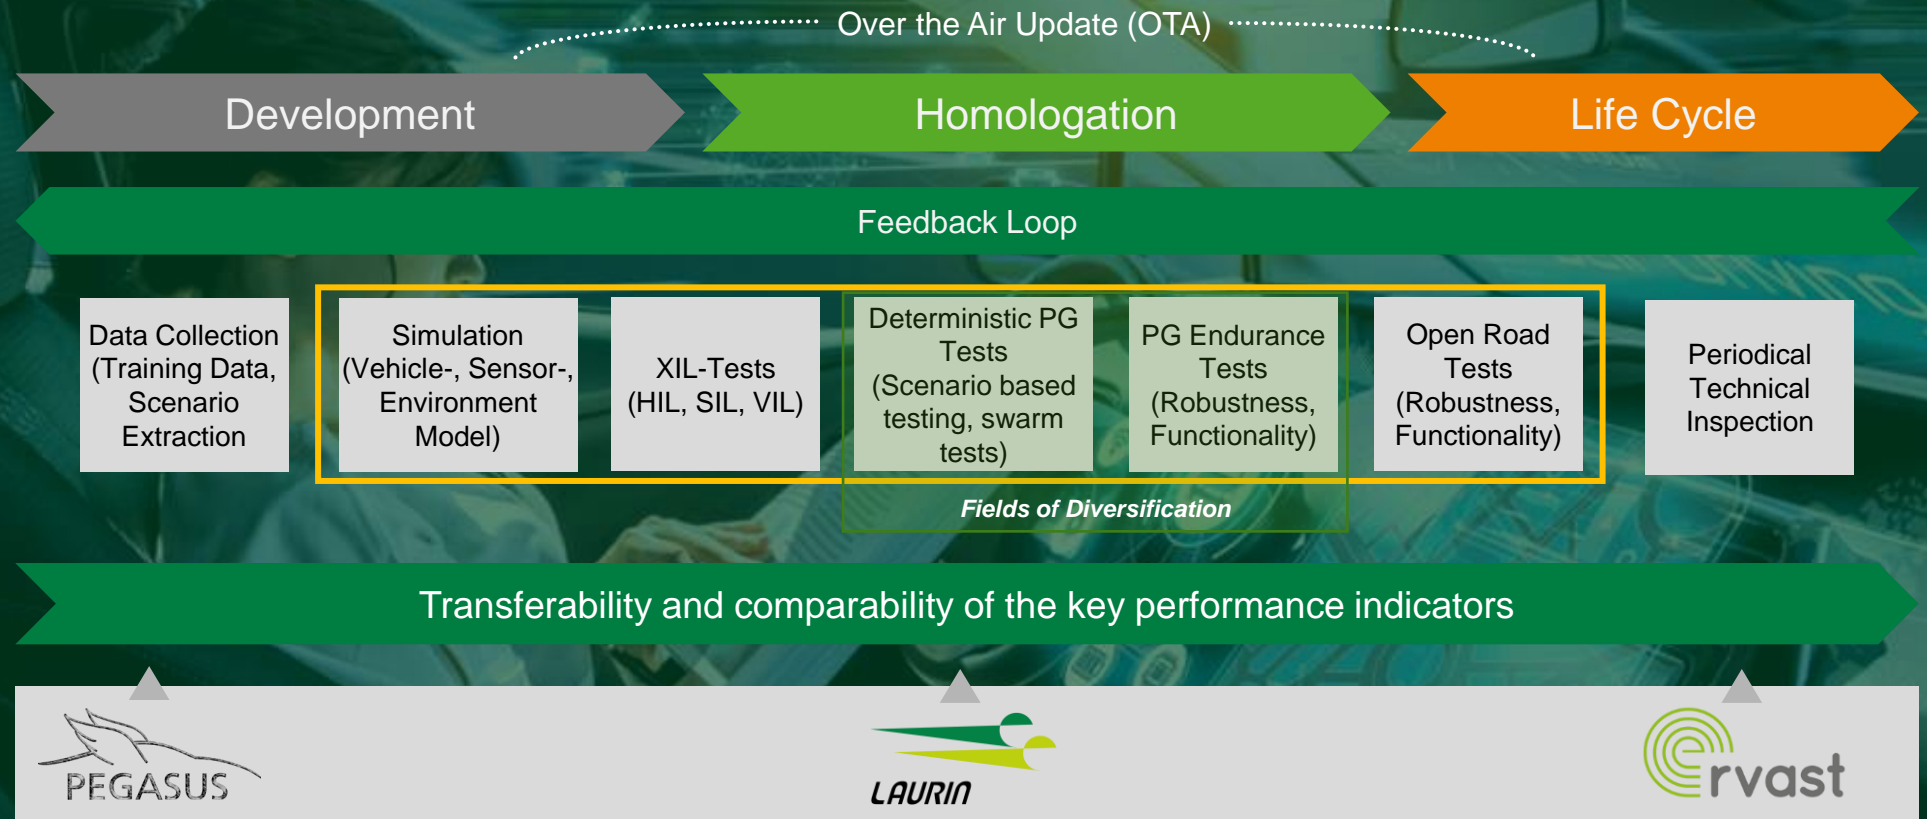 Over the Air Update (OTA)
Development
Homologation
Life Cycle
Feedback Loop
Data Collection
(Training Data,
Scenario
Extraction
Simulation
(Vehicle-, Sensor-,
Environment
Model)
XIL-Tests
(HIL, SIL, VIL)
Deterministic PG
Tests
(Scenario based
testing, swarm
tests)
PG Endurance
Tests
(Robustness,
Functionality)
Open Road
Tests
(Robustness,
Functionality)
Periodical
Technical
Inspection
Fields of Diversification
Transferability and comparability of the key performance indicators
PEGASUS
LAURIN
ervast